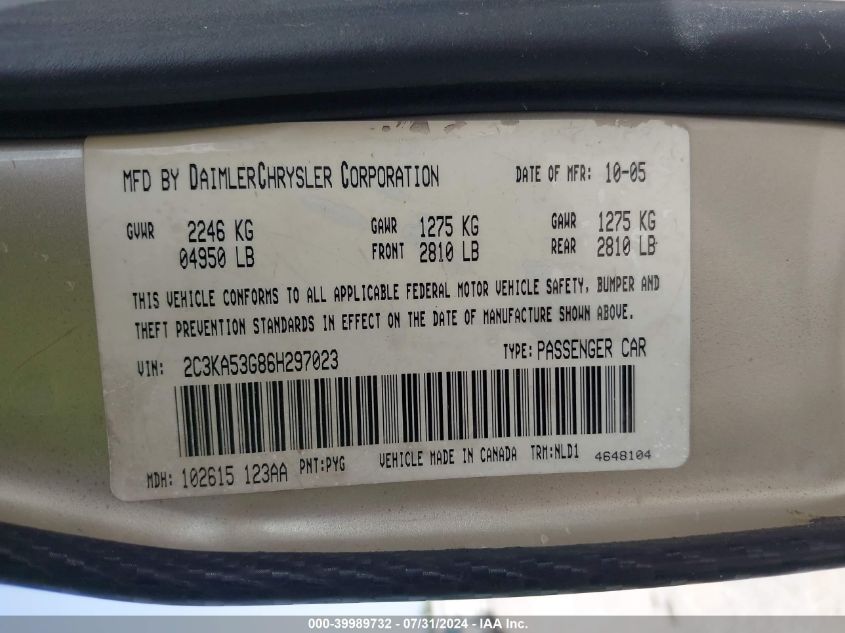 MFD BY DAIMLERCHRYSLER CORPORATION DATE OF MFR: 10-05
GVWR 2246 KG GAWR 1275 KG GAWR 1275 KG
04950 LB FRONT 2810 LB REAR 2810 LB
THIS VEHICLE CONFORMS TO ALL APPLICABLE FEDERAL MOTOR VEHICLE SAFETY, BUMPER AND
THEFT PREVENTION STANDARDS IN EFFECT ON THE DATE OF MANUFACTURE SHOWN ABOVE.
VIN: 2C3KA53G86H297023 TYPE: PASSENGER CAR
MDH: 102615 123AA PNT:PYG VEHICLE MADE IN CANADA TRM:NLD1 4648104
000-39989732 - 07/31/2024 - IAA Inc.